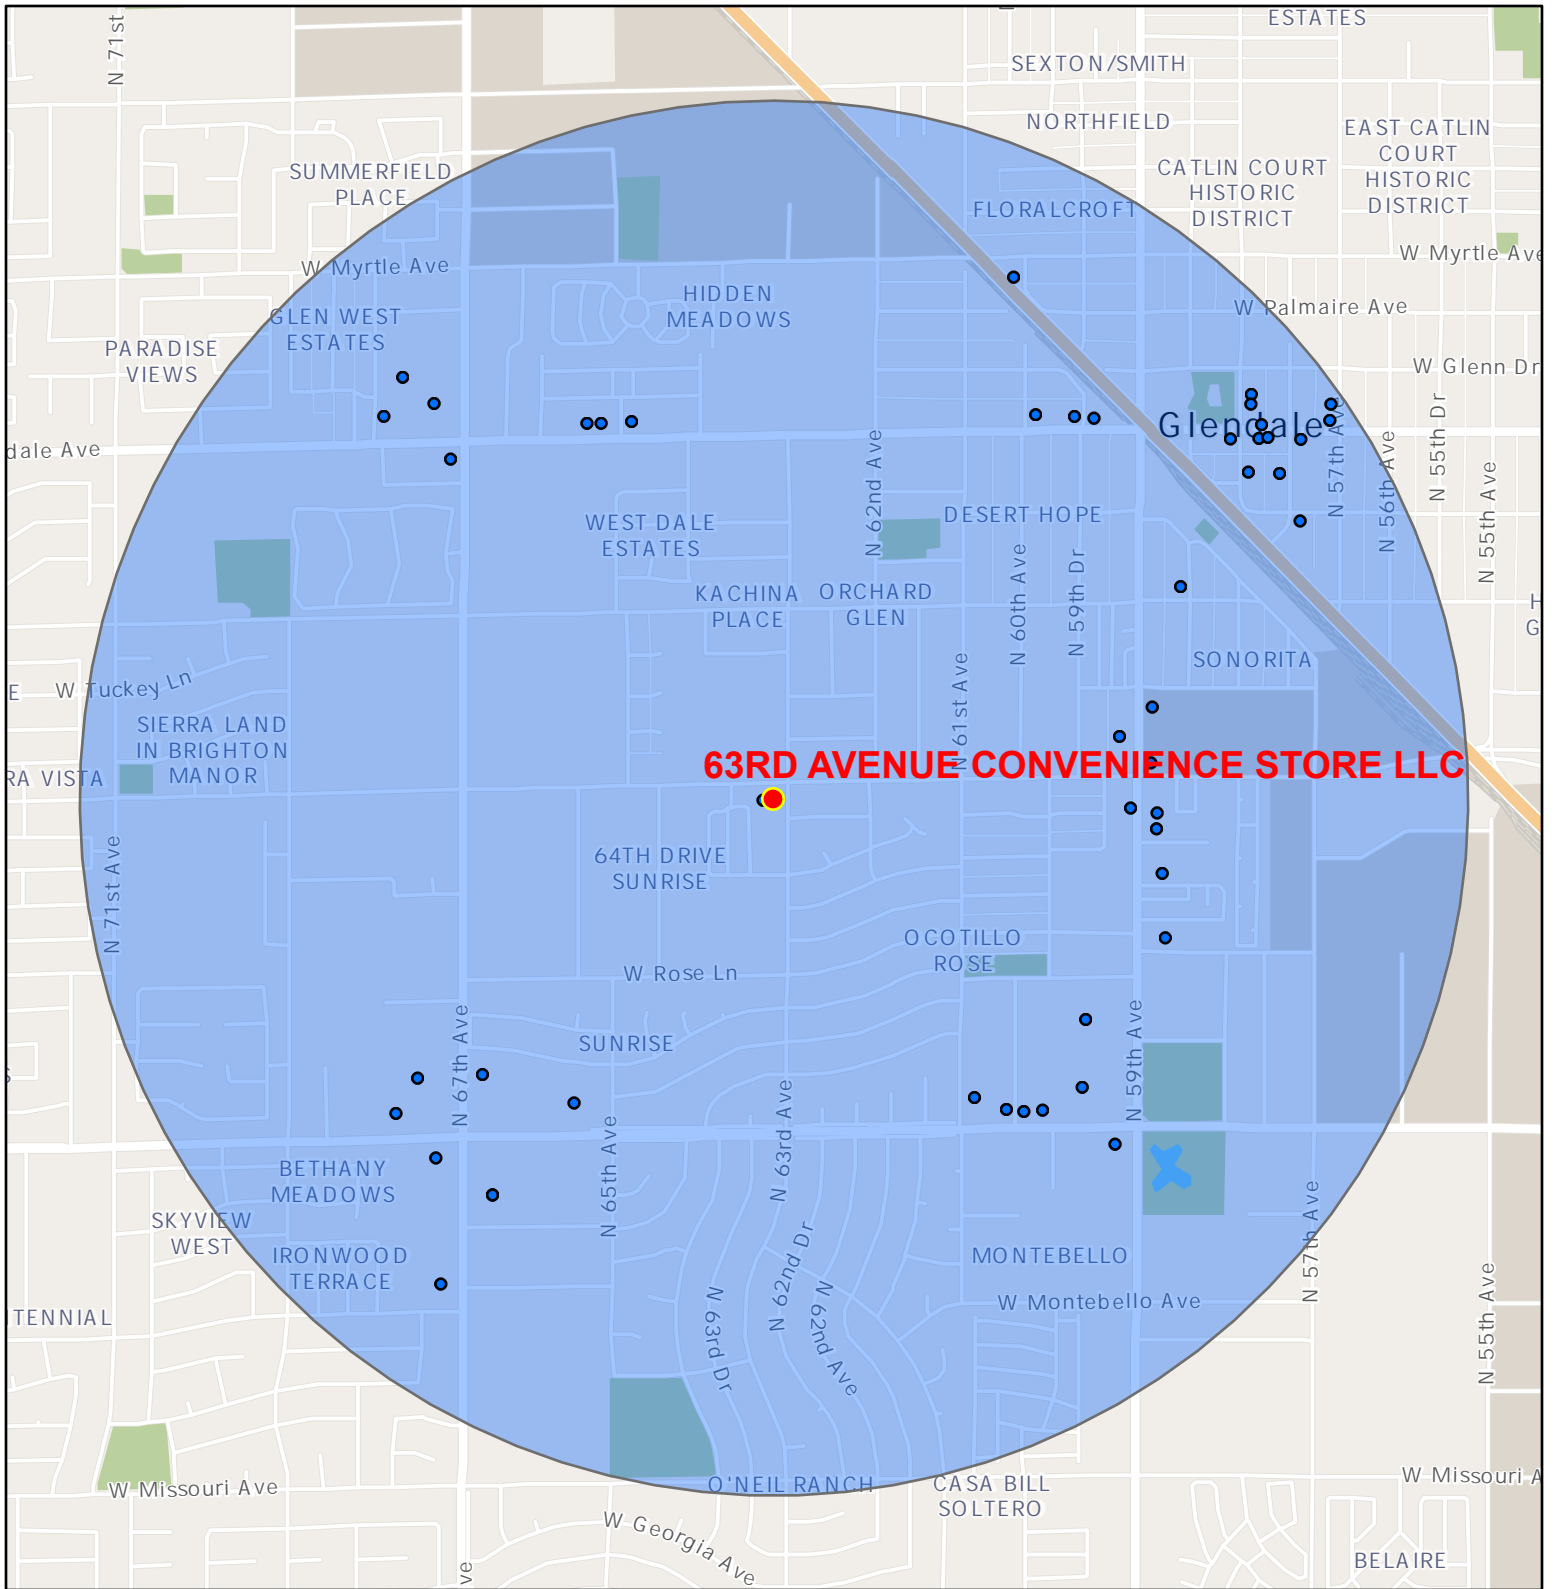 ESTATES
N 71st
SEXTON/SMITH
NORTHFIELD
EAST CATLIN
COURT
HISTORIC
DISTRICT
CATLIN COURT
HISTORIC
DISTRICT
SUMMERFIELD
PLACE
FLORALCROFT
W Myrtle Ave
W Myrtle Ave
HIDDEN
MEADOWS
W Palmaire Ave
GLEN WEST
ESTATES
PARADISE
VIEWS
W Glenn Dr
Glendale
dale Ave
N 62nd Ave
N 57th Ave
N 56th Ave
N 55th Dr
N 55th Ave
WEST DALE
ESTATES
DESERT HOPE
KACHINA
PLACE
ORCHARD
GLEN
N 60th Ave
N 59th Dr
H
G
SONORITA
E
W Tuckey Ln
N 61st Ave
SIERRA LAND
IN BRIGHTON
MANOR
RA VISTA
63RD AVENUE CONVENIENCE STORE LLC
64TH DRIVE
SUNRISE
N 71st Ave
OCOTILLO
ROSE
W Rose Ln
SUNRISE
N 67th Ave
N 59th Ave
N 65th Ave
N 63rd Ave
BETHANY
MEADOWS
SKYVIEW
WEST
IRONWOOD
TERRACE
MONTEBELLO
N 57th Ave
N 62nd Dr
N 62nd Ave
N 63rd Dr
W Montebello Ave
N 55th Ave
TENNIAL
W Missouri Ave
O'NEIL RANCH
CASA BILL
SOLTERO
W Missouri A
W Georgia Ave
BELAIRE
ve